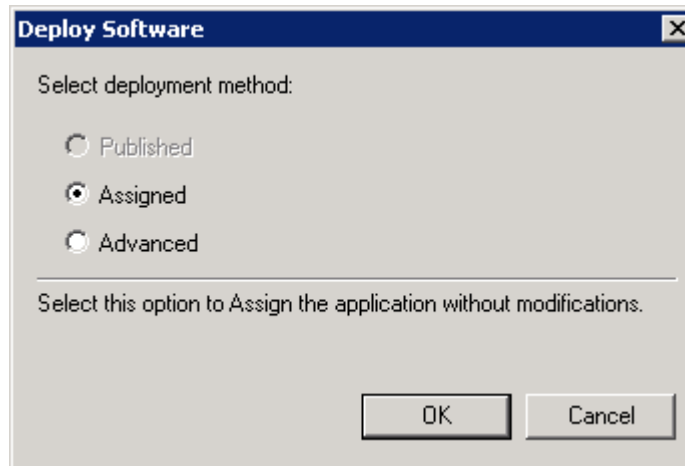 Deploy Software
Select deployment method:
Published
Assigned
Advanced
Select this option to Assign the application without modifications.
OK Cancel